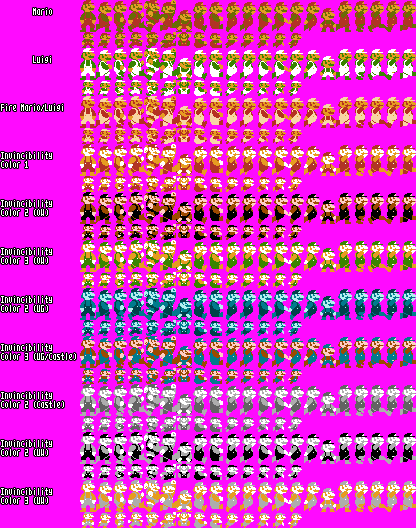 Mario
Luigi
Fire Mario/Luigi
Invincibility
Color 1
Invincibility
Color 2 (OW)
Invincibility
Color 3 (OW)
Invincibility
Color 2 (UG)
Invincibility
Color 3 (UG/Castle)
Invincibility
Color 2 (Castle)
Invincibility
Color 2 (UW)
Invincibility
Color 3 (UW)